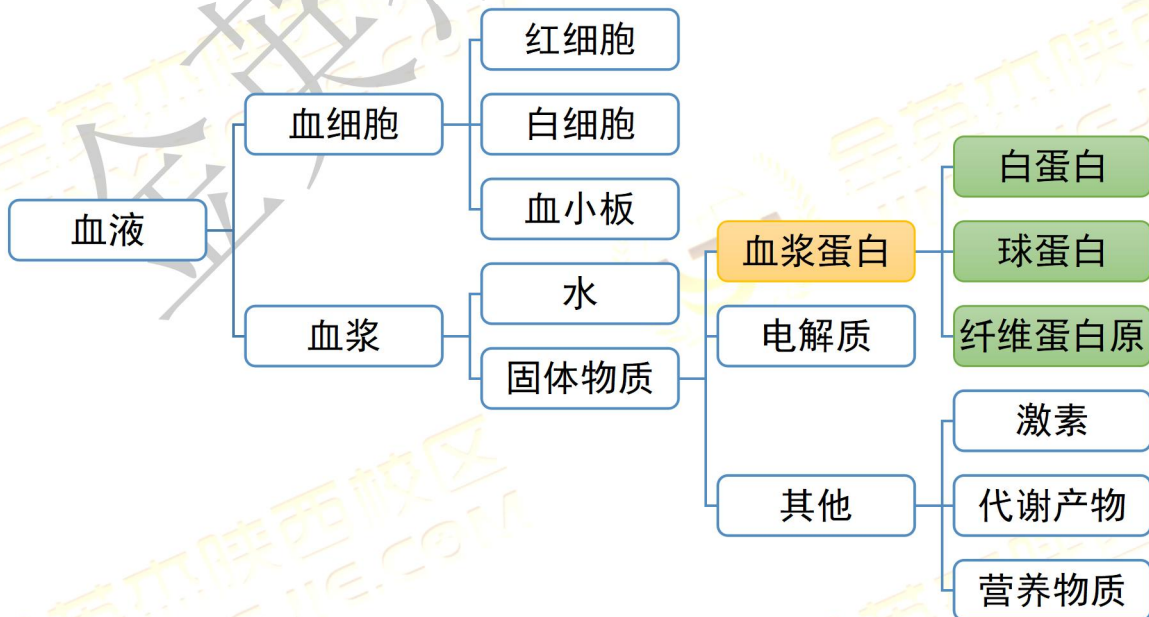 血液
血细胞
红细胞
白细胞
血小板
血浆
水
固体物质
血浆蛋白
白蛋白
球蛋白
纤维蛋白原
电解质
其他
激素
代谢产物
营养物质